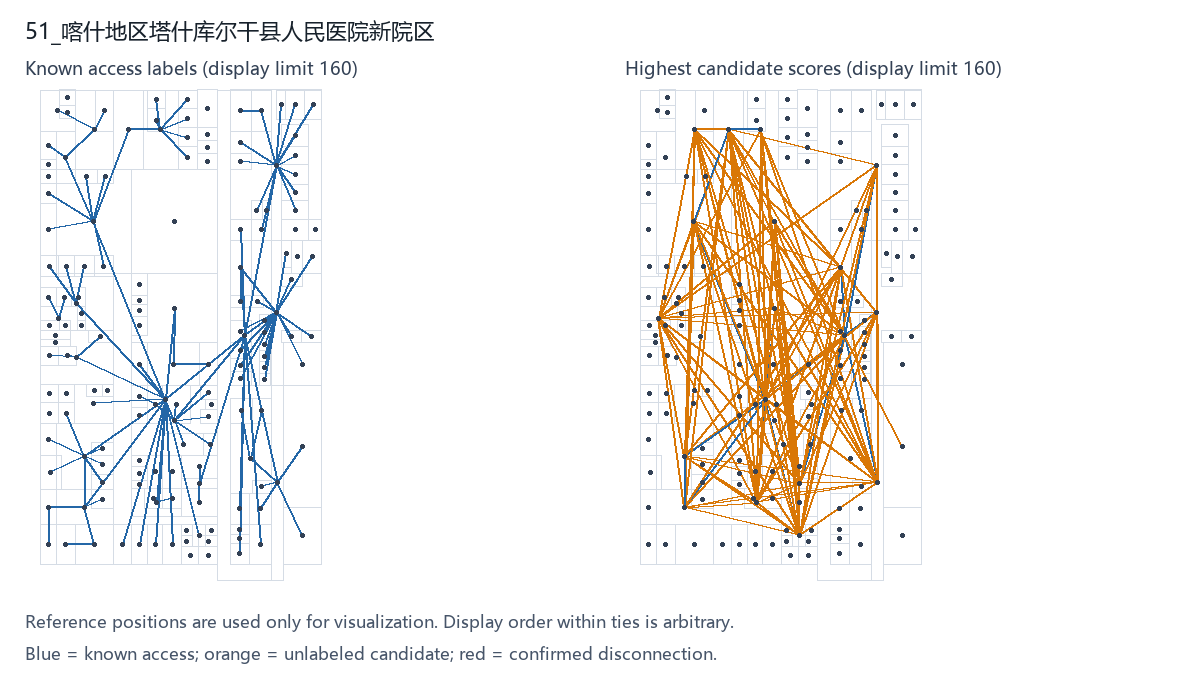 51_喀什地区塔什库尔干县人民医院新院区
Known access labels (display limit 160)
Highest candidate scores (display limit 160)
Reference positions are used only for visualization. Display order within ties is arbitrary.
Blue = known access; orange = unlabeled candidate; red = confirmed disconnection.